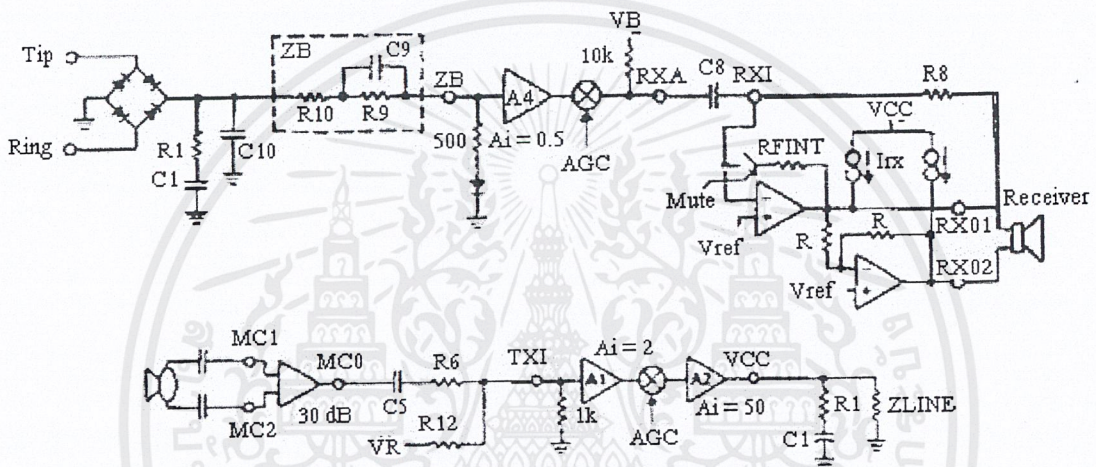 Tip
Ring
R1
C1
C10
ZB
R10
C9
R9
ZB
500
A4
Ai = 0.5
AGC
VB
10k
RXA
C8
RXI
R8
VCC
RFINT
Irx
Mute
Vref
R
R
Vref
RX01
RX02
Receiver
MC1
MC2
MC0
30 dB
C5
R6
R12
VR
TXI
1k
A1
Ai = 2
AGC
A2
Ai = 50
VCC
R1
C1
ZLINE